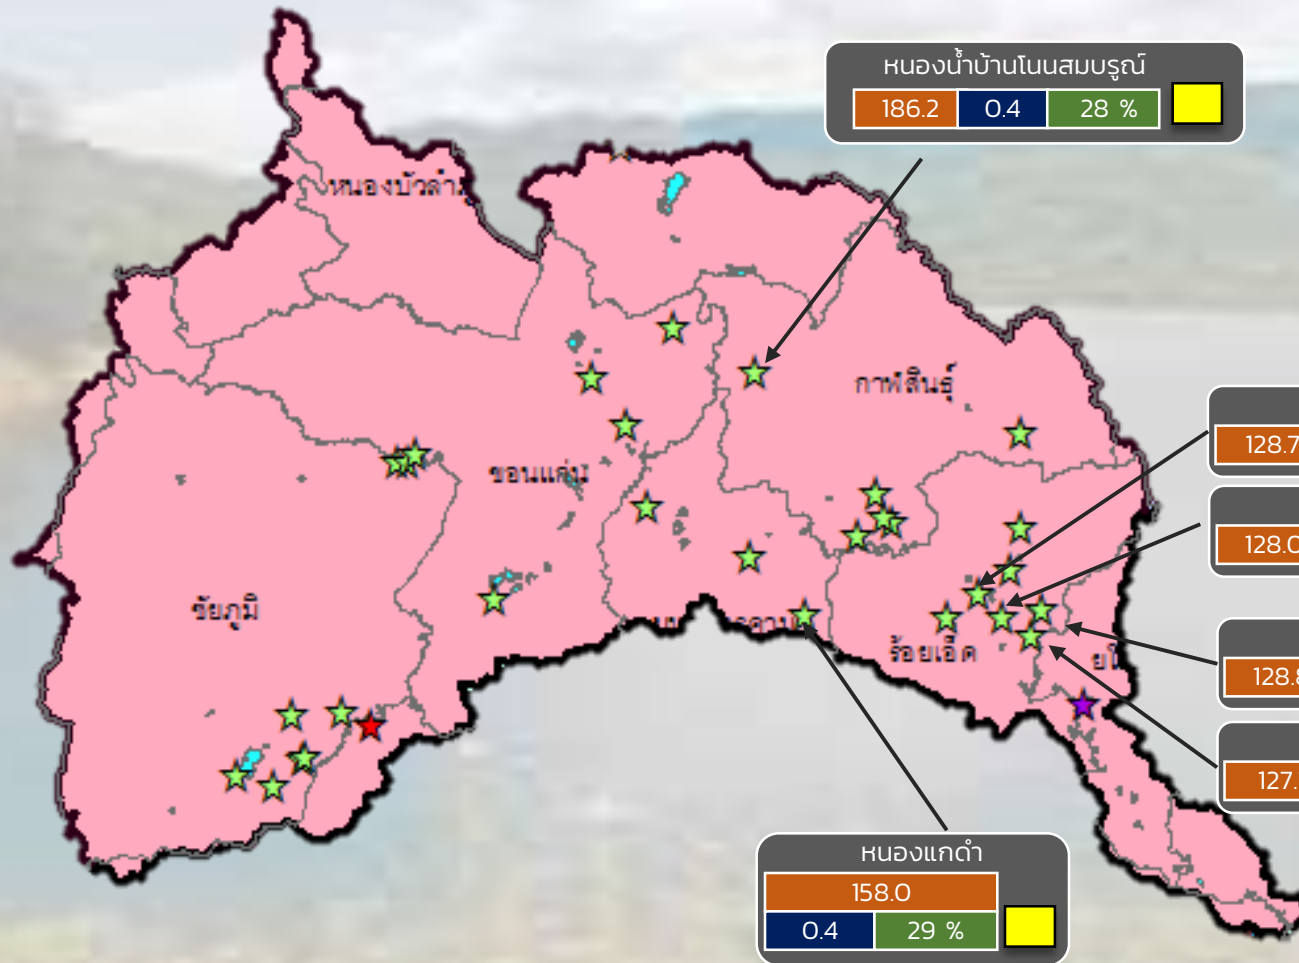 หนองน้ำบ้านโนนสมบรูณ์
186.2 0.4 28 %
หนองบัวลำภ
กาฬสินธุ์
128.7
ขอนแก่น
128.0
ชัยภูมิ
ร้อยเอ็ด
128.8
127.
หนองแกดำ
158.0
0.4 29 %